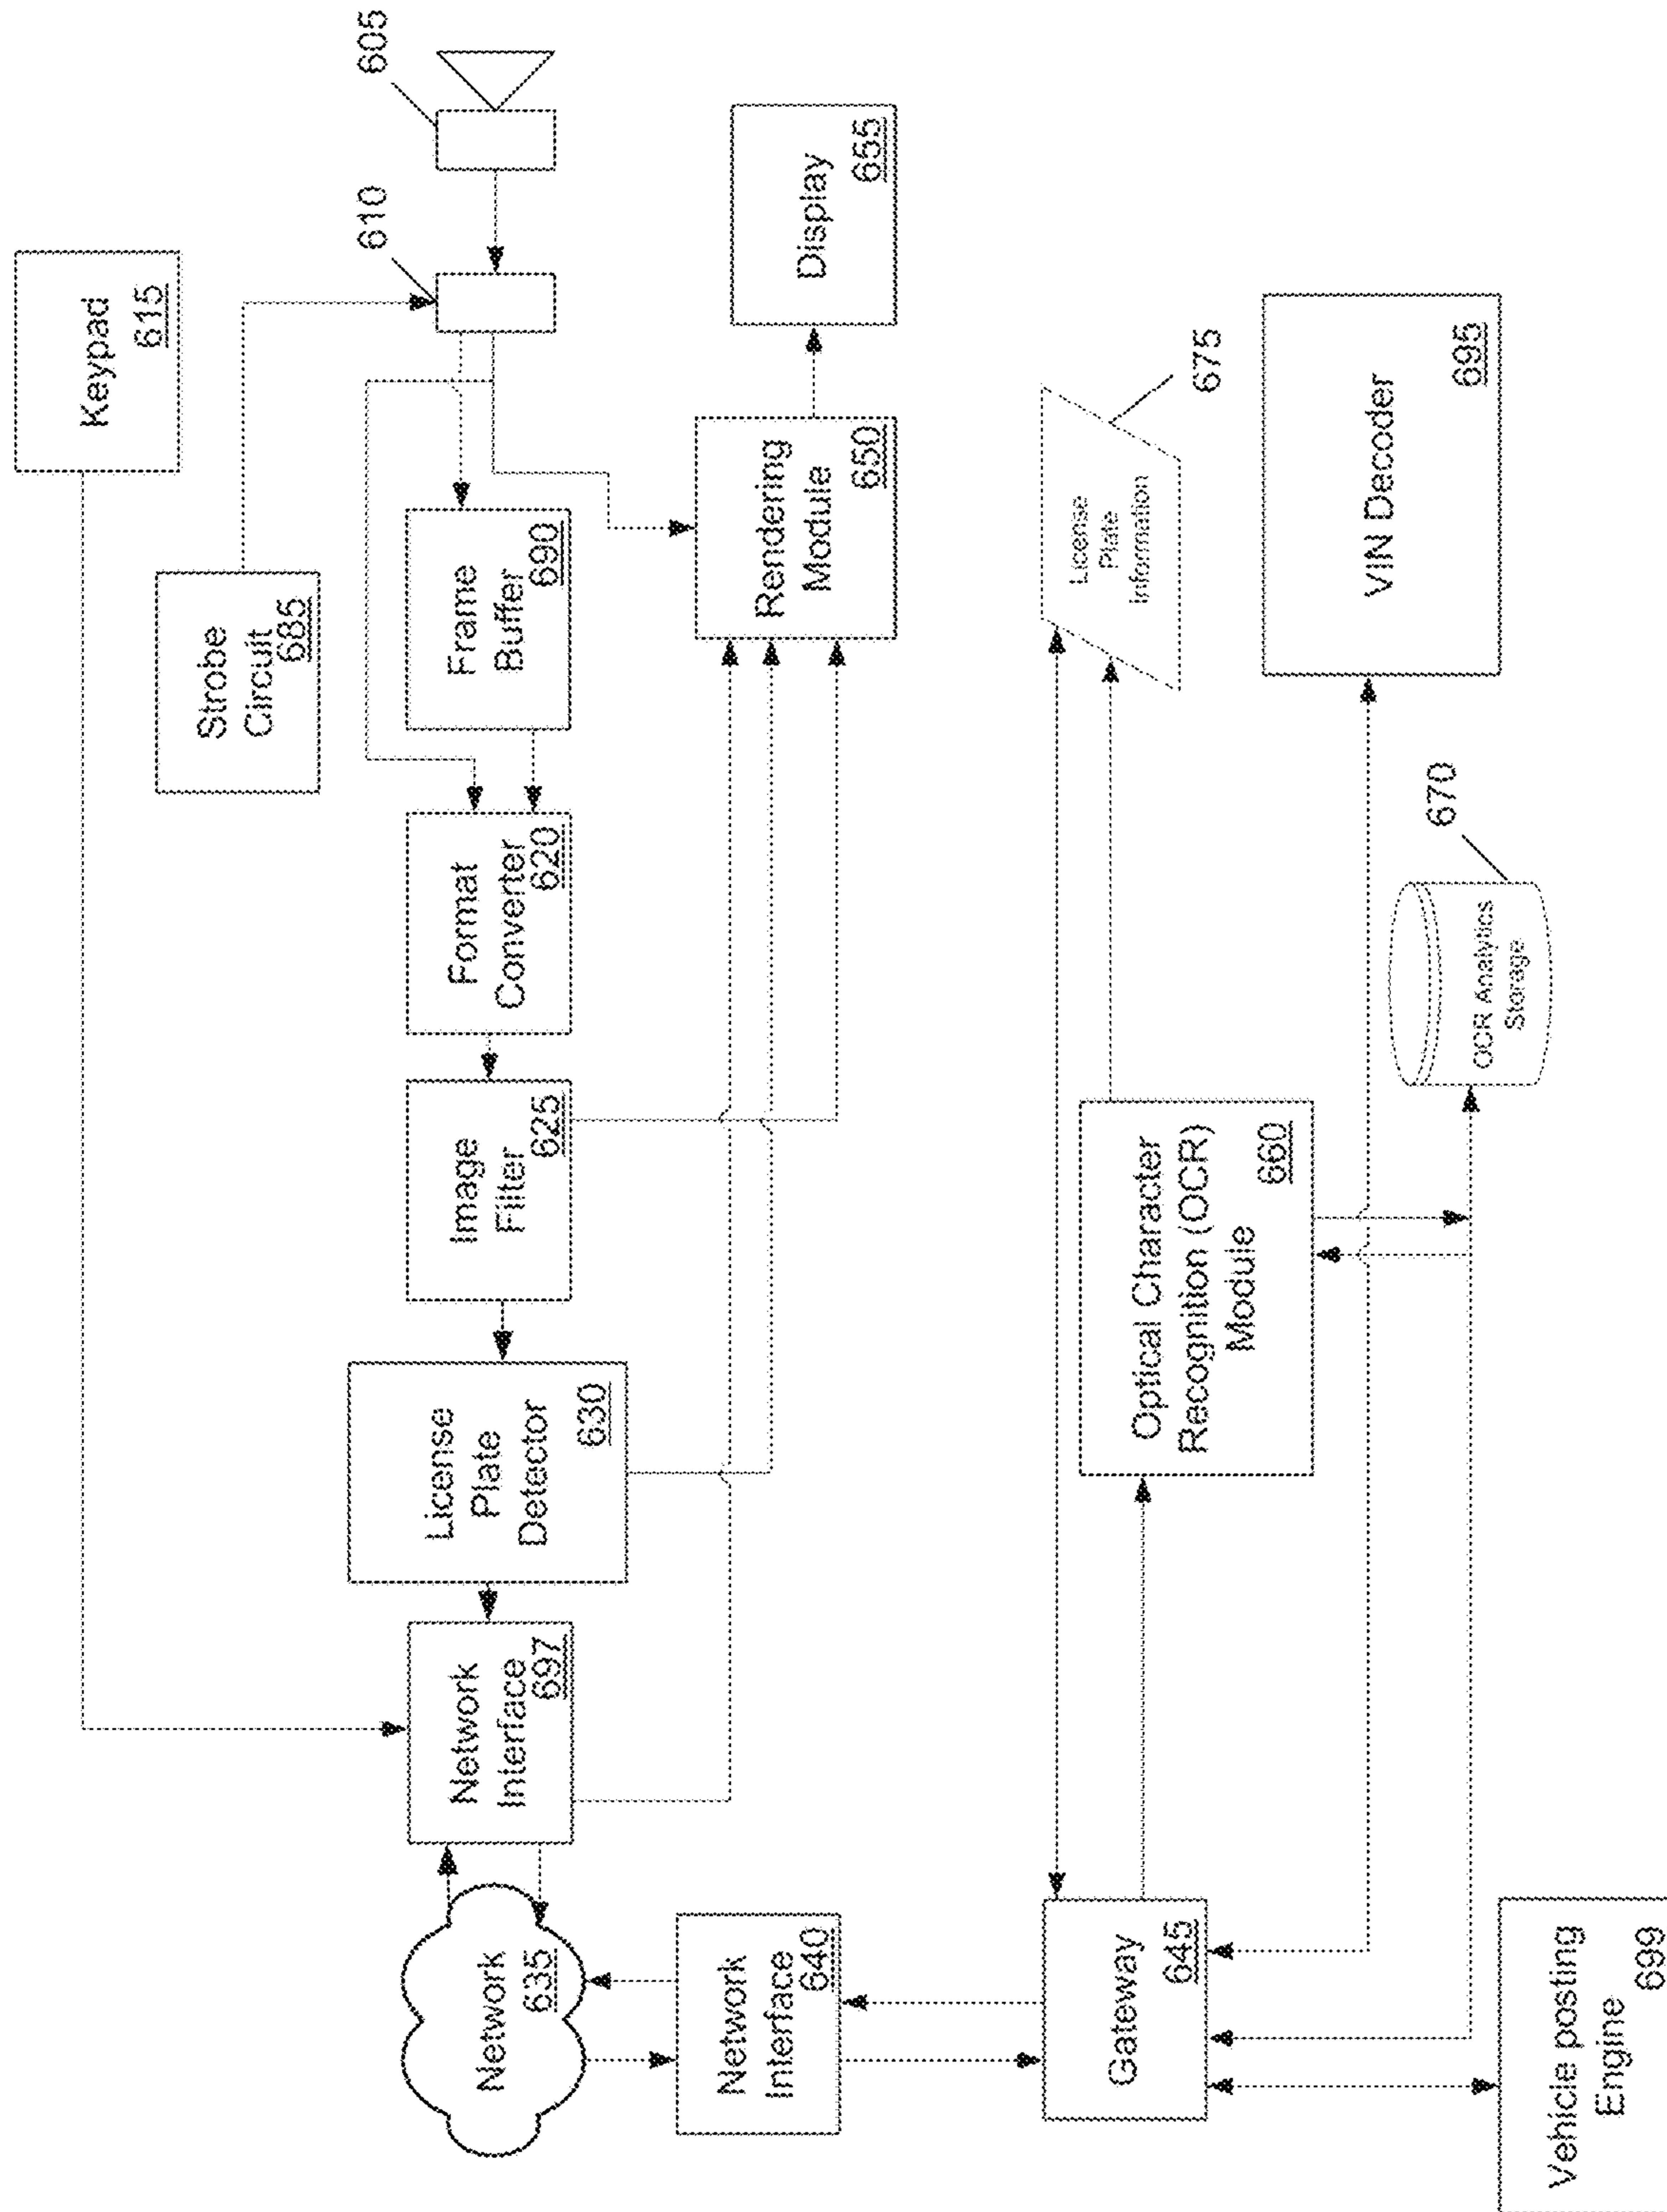 Keypad
615
Strobe
Circuit
685
605
610
Network
635
Network
Interface
697
License
Plate
Detector
630
Image
Filter
625
Format
Converter
620
Frame
Buffer
690
Network
Interface
640
Rendering
Module
650
Display
655
Gateway
645
Optical Character
Recognition (OCR)
Module
660
License
Plate
Information
675
VIN Decoder
695
OCR Analytics
Storage
670
Vehicle posting
Engine
699